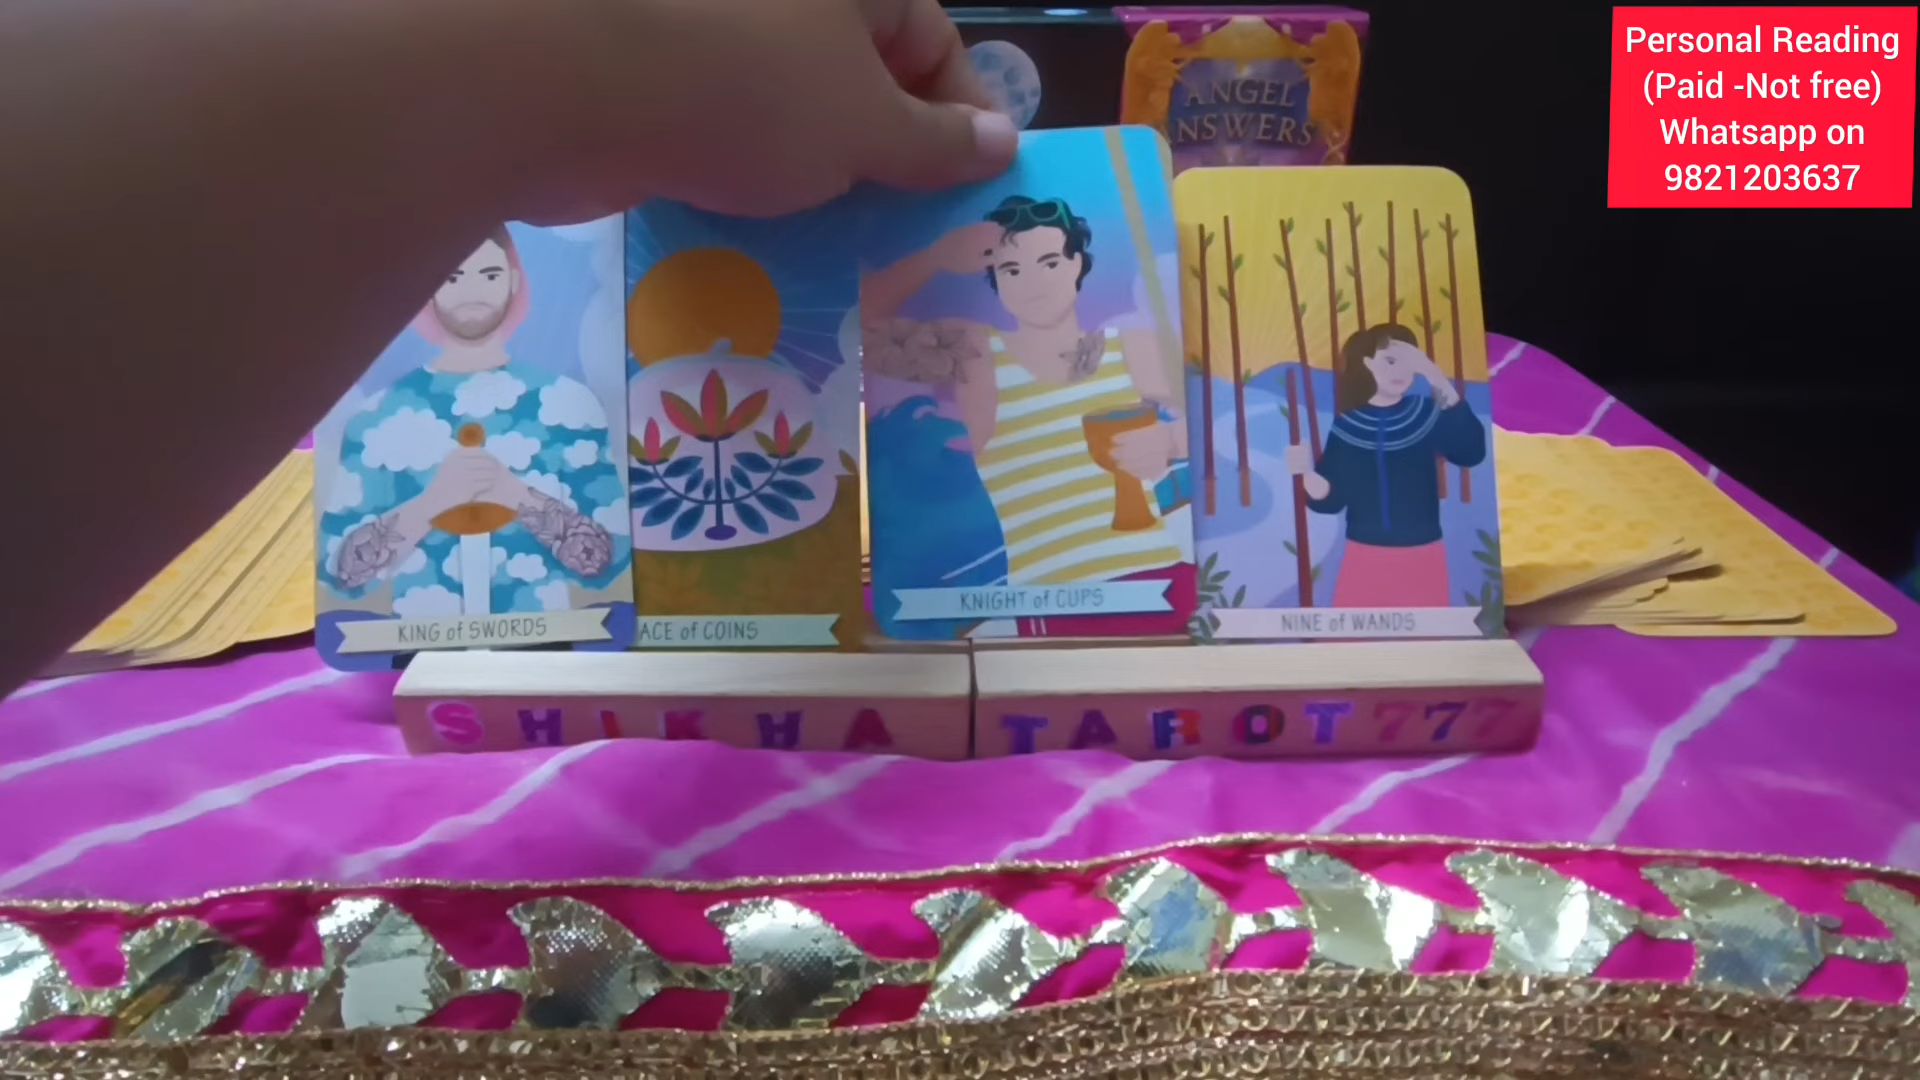 Personal Reading
(Paid -Not free)
Whatsapp on
9821203637
ANGEL
ANSWERS
KING of SWORDS
ACE of COINS
KNIGHT of CUPS
NINE of WANDS
SHIKHA TAROT777